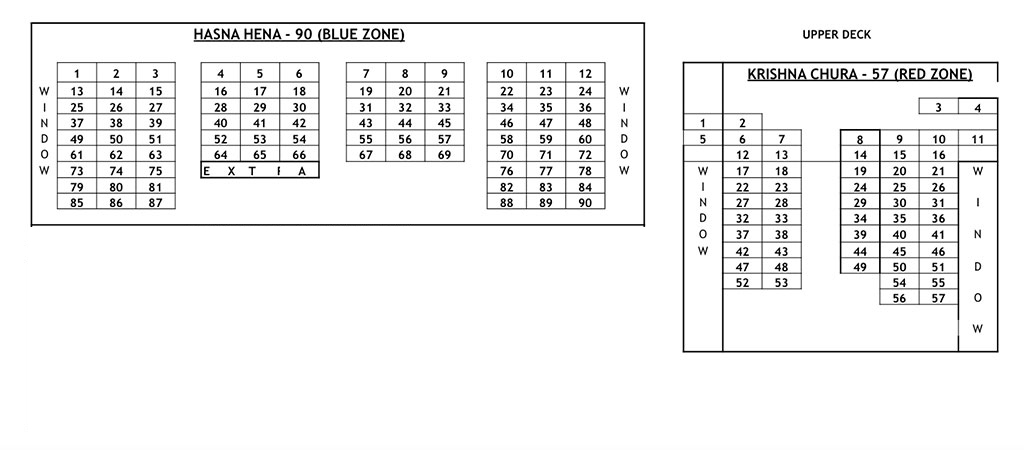 HASNA HENA - 90 (BLUE ZONE)
1 2 3 4 5 6 7 8 9 10 11 12
W 13 14 15 16 17 18 19 20 21 22 23 24 W
I 25 26 27 28 29 30 31 32 33 34 35 36 I
N 37 38 39 40 41 42 43 44 45 46 47 48 N
D 49 50 51 52 53 54 55 56 57 58 59 60 D
O 61 62 63 64 65 66 67 68 69 70 71 72 O
W 73 74 75 E X T R A 76 77 78 W
79 80 81 82 83 84
85 86 87 88 89 90
UPPER DECK
KRISHNA CHURA - 57 (RED ZONE)
3 4
1 2
5 6 7 8 9 10 11
12 13 14 15 16
W 17 18 19 20 21 W
I 22 23 24 25 26
N 27 28 29 30 31 I
D 32 33 34 35 36
O 37 38 39 40 41 N
W 42 43 44 45 46
47 48 49 50 51 D
52 53 54 55
56 57 O
W